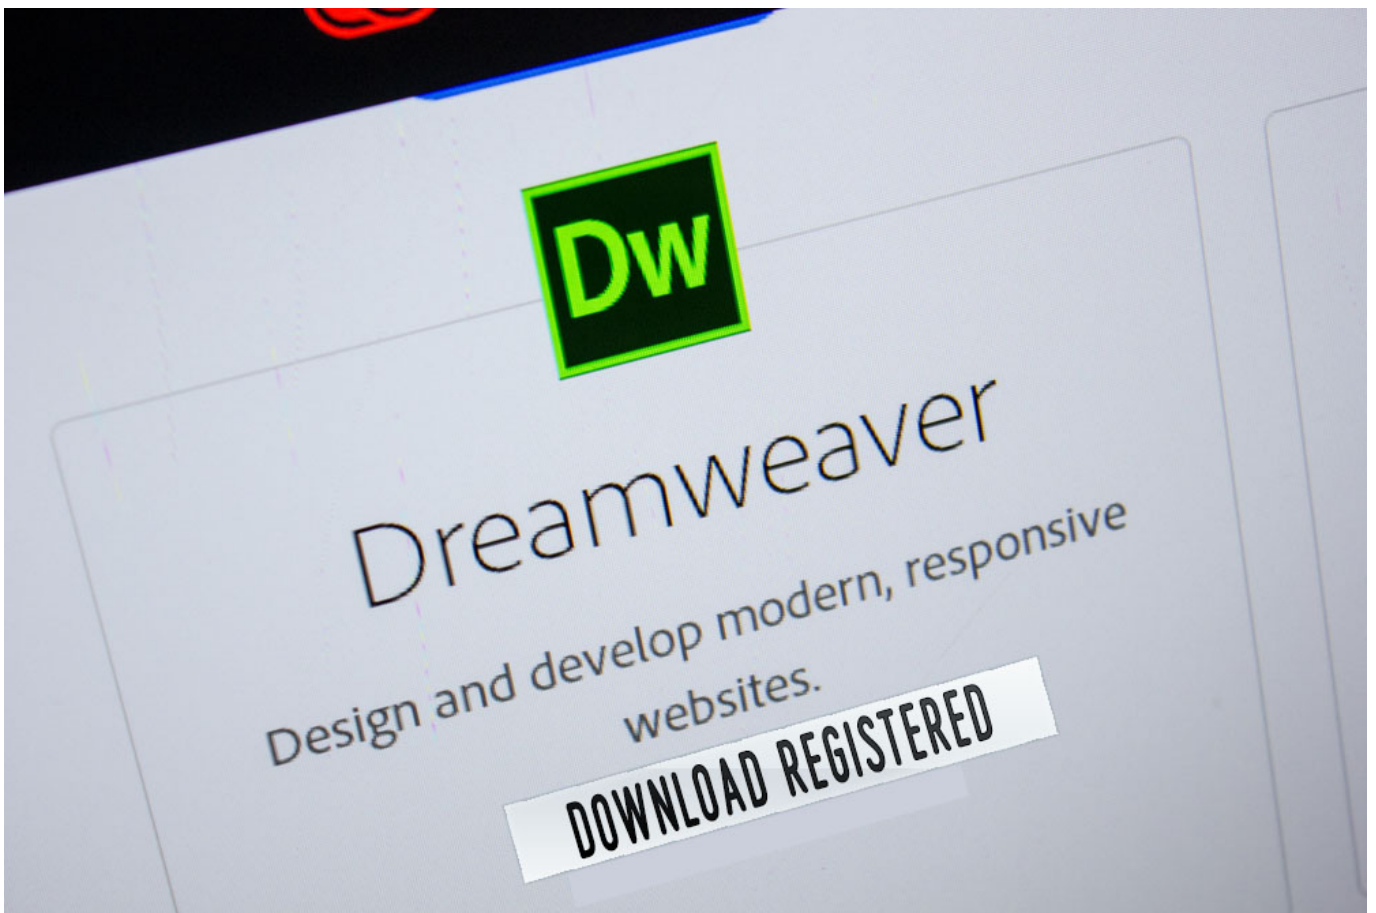 Dw
Dreamweaver
Design and develop modern, responsive
websites.
DOWNLOAD REGISTERED